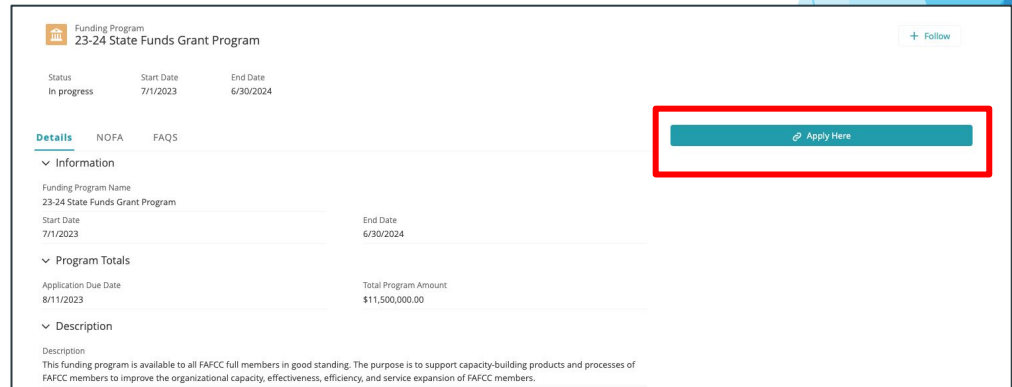 Funding Program
23-24 State Funds Grant Program
+ Follow
Status Start Date End Date
In progress 7/1/2023 6/30/2024
Details NOFA FAQS
Apply Here
Information
Funding Program Name
23-24 State Funds Grant Program
Start Date End Date
7/1/2023 6/30/2024
Program Totals
Application Due Date Total Program Amount
8/11/2023 $11,500,000.00
Description
Description
This funding program is available to all FAFCC full members in good standing. The purpose is to support capacity-building products and processes of
FAFCC members to improve the organizational capacity, effectiveness, efficiency, and service expansion of FAFCC members.